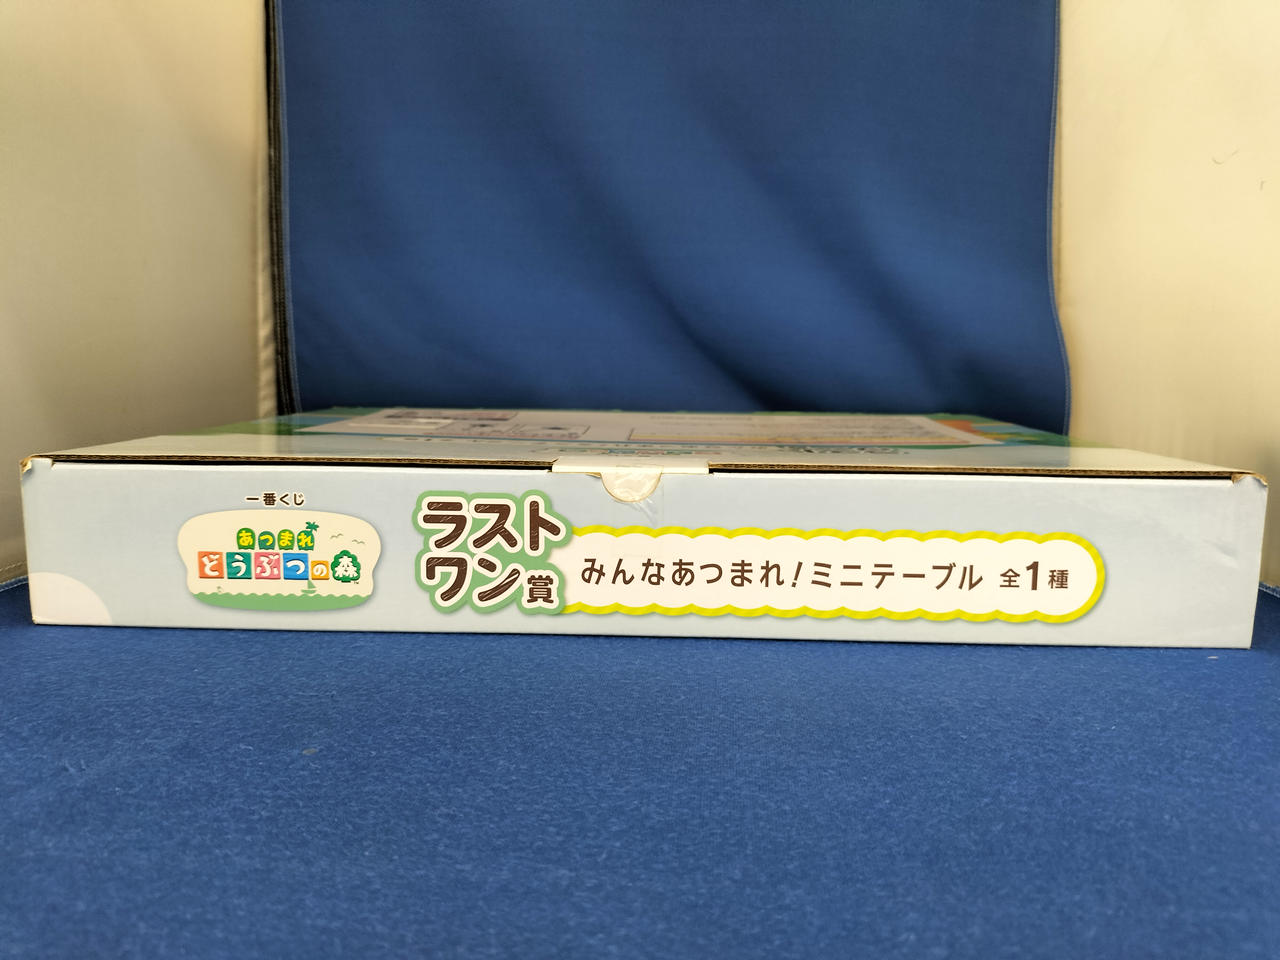 一番くじ
あつまれ
どうぶつの森
ラスト
ワン賞
みんなあつまれ！ミニテーブル 全1種